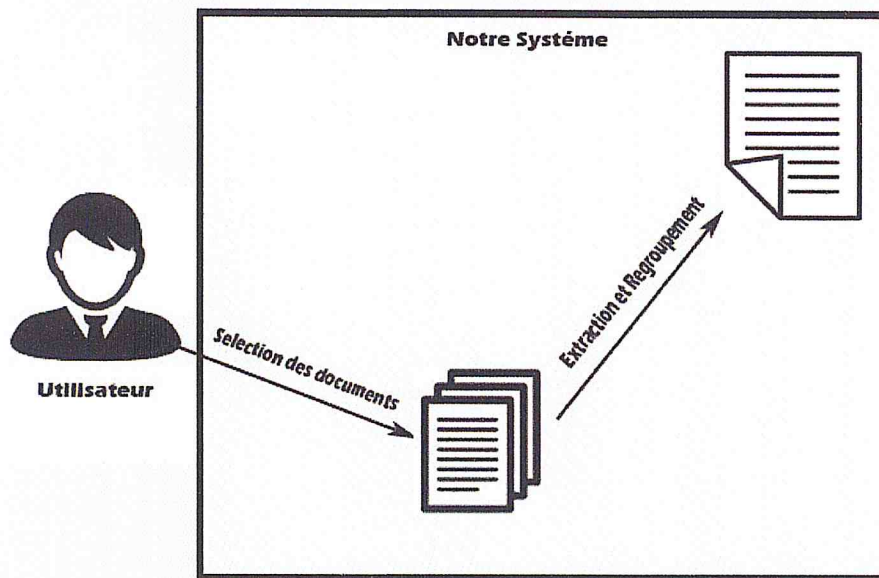 Notre Systéme
Extraction et Regroupement
Selection des documents
Utilisateur